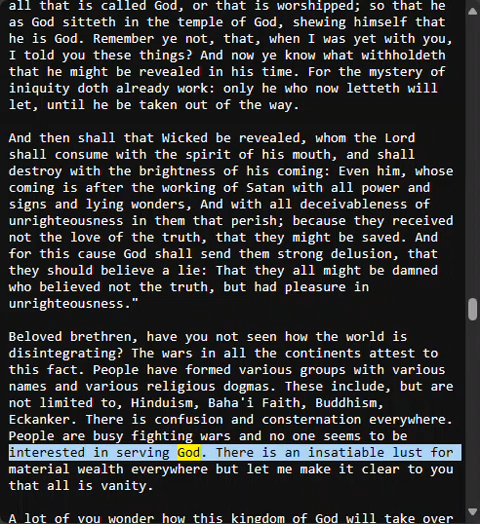 all that is called God, or that is worshipped; so that he
as God sitteth in the temple of God, shewing himself that
he is God. Remember ye not, that, when I was yet with you,
I told you these things? And now ye know what withholdeth
that he might be revealed in his time. For the mystery of
iniquity doth already work: only he who now letteth will
let, until he be taken out of the way.

And then shall that Wicked be revealed, whom the Lord
shall consume with the spirit of his mouth, and shall
destroy with the brightness of his coming: Even him, whose
coming is after the working of Satan with all power and
signs and lying wonders, And with all deceivableness of
unrighteousness in them that perish; because they received
not the love of the truth, that they might be saved. And
for this cause God shall send them strong delusion, that
they should believe a lie: That they all might be damned
who believed not the truth, but had pleasure in
unrighteousness."

Beloved brethren, have you not seen how the world is
disintegrating? The wars in all the continents attest to
this fact. People have formed various groups with various
names and various religious dogmas. These include, but are
not limited to, Hinduism, Baha'i Faith, Buddhism,
Eckanker. There is confusion and consternation everywhere.
People are busy fighting wars and no one seems to be
interested in serving God. There is an insatiable lust for
material wealth everywhere but let me make it clear to you
that all is vanity.

A lot of you wonder how this kingdom of God will take over